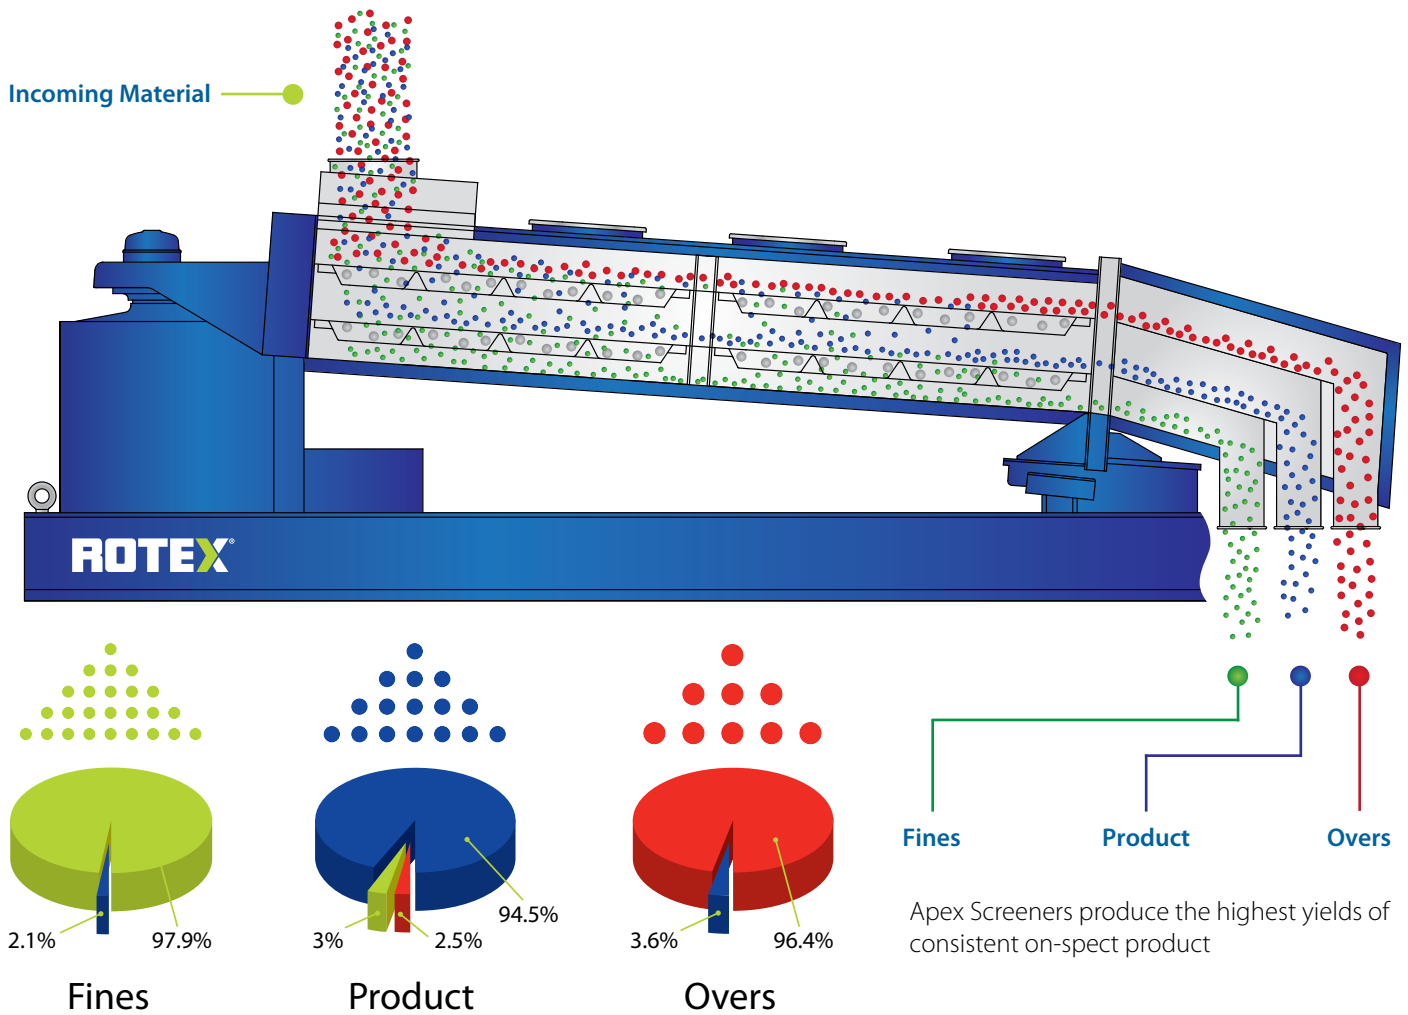 Incoming Material
ROTEX®
Fines
Product
Overs
2.1%
97.9%
3%
2.5%
94.5%
3.6%
96.4%
Apex Screeners produce the highest yields of
consistent on-spect product
Fines
Product
Overs